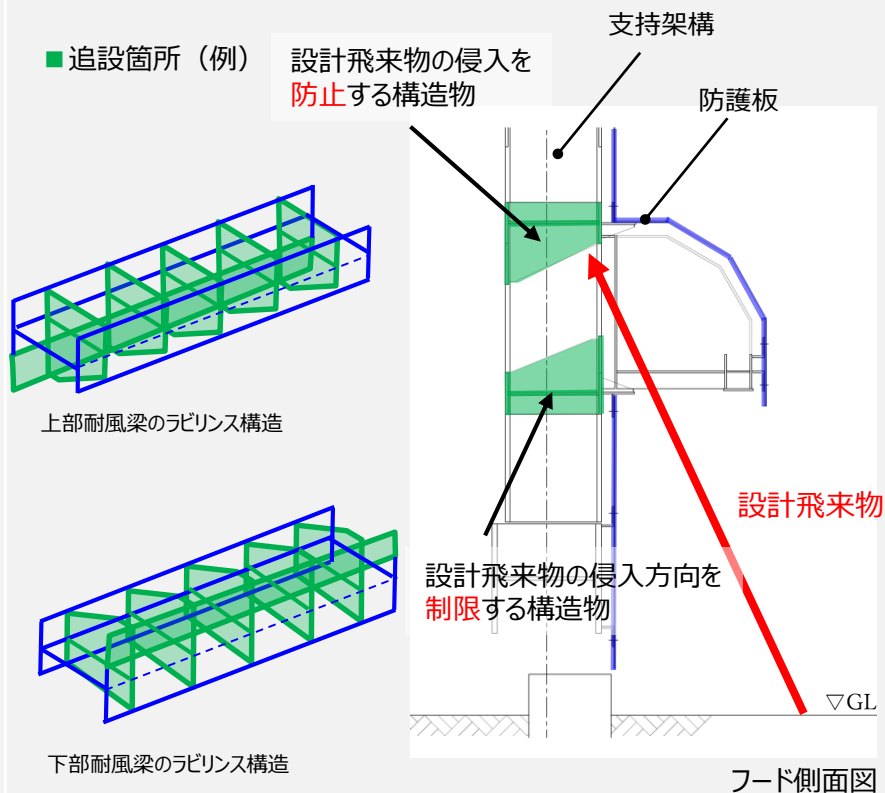 支持架構
■追設箇所（例）
設計飛来物の侵入を
防止する構造物
防護板
上部耐風梁のラビリンス構造
設計飛来物
設計飛来物の侵入方向を
制限する構造物
▽GL
下部耐風梁のラビリンス構造
フード側面図